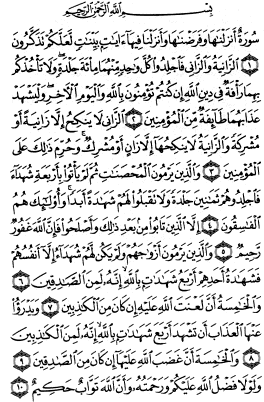 بِسْمِ ٱللَّهِ ٱلرَّحْمَٰنِ ٱلرَّحِيمِ
سُورَةٌ أَنزَلْنَٰهَا وَفَرَضْنَٰهَا وَأَنزَلْنَا فِيهَآ ءَايَٰتٍۭ بَيِّنَٰتٍ لَّعَلَّكُمْ تَذَكَّرُونَ
١ ٱلزَّانِيَةُ وَٱلزَّانِى فَٱجْلِدُوا۟ كُلَّ وَٰحِدٍ مِّنْهُمَا مِا۟ئَةَ جَلْدَةٍ وَلَا تَأْخُذْكُم
بِهِمَا رَأْفَةٌ فِى دِينِ ٱللَّهِ إِن كُنتُمْ تُؤْمِنُونَ بِٱللَّهِ وَٱلْيَوْمِ ٱلْءَاخِرِ وَلْيَشْهَدْ
عَذَابَهُمَا طَآئِفَةٌ مِّنَ ٱلْمُؤْمِنِينَ ٢ ٱلزَّانِى لَا يَنكِحُ إِلَّا زَانِيَةً أَوْ
مُشْرِكَةً وَٱلزَّانِيَةُ لَا يَنكِحُهَآ إِلَّا زَانٍ أَوْ مُشْرِكٌ وَحُرِّمَ ذَٰلِكَ عَلَى
ٱلْمُؤْمِنِينَ ٣ وَٱلَّذِينَ يَرْمُونَ ٱلْمُحْصَنَٰتِ ثُمَّ لَمْ يَأْتُوا۟ بِأَرْبَعَةِ شُهَدَآءَ
فَٱجْلِدُوهُمْ ثَمَٰنِينَ جَلْدَةً وَلَا تَقْبَلُوا۟ لَهُمْ شَهَٰدَةً أَبَدًا وَأُو۟لَٰٓئِكَ هُمُ
ٱلْفَٰسِقُونَ ٤ إِلَّا ٱلَّذِينَ تَابُوا۟ مِنۢ بَعْدِ ذَٰلِكَ وَأَصْلَحُوا۟ فَإِنَّ ٱللَّهَ غَفُورٌ
رَّحِيمٌ ٥ وَٱلَّذِينَ يَرْمُونَ أَزْوَٰجَهُمْ وَلَمْ يَكُن لَّهُمْ شُهَدَآءُ إِلَّآ أَنفُسُهُمْ
فَشَهَٰدَةُ أَحَدِهِمْ أَرْبَعُ شَهَٰدَٰتٍۭ بِٱللَّهِ إِنَّهُۥ لَمِنَ ٱلصَّٰدِقِينَ ٦
وَٱلْخَٰمِسَةُ أَنَّ لَعْنَتَ ٱللَّهِ عَلَيْهِ إِن كَانَ مِنَ ٱلْكَٰذِبِينَ ٧ وَيَدْرَؤُا۟
عَنْهَا ٱلْعَذَابَ أَن تَشْهَدَ أَرْبَعَ شَهَٰدَٰتٍۭ بِٱللَّهِ إِنَّهُۥ لَمِنَ ٱلْكَٰذِبِينَ
٨ وَٱلْخَٰمِسَةَ أَنَّ غَضَبَ ٱللَّهِ عَلَيْهَآ إِن كَانَ مِنَ ٱلصَّٰدِقِينَ ٩
وَلَوْلَا فَضْلُ ٱللَّهِ عَلَيْكُمْ وَرَحْمَتُهُۥ وَأَنَّ ٱللَّهَ تَوَّابٌ حَكِيمٌ ١٠